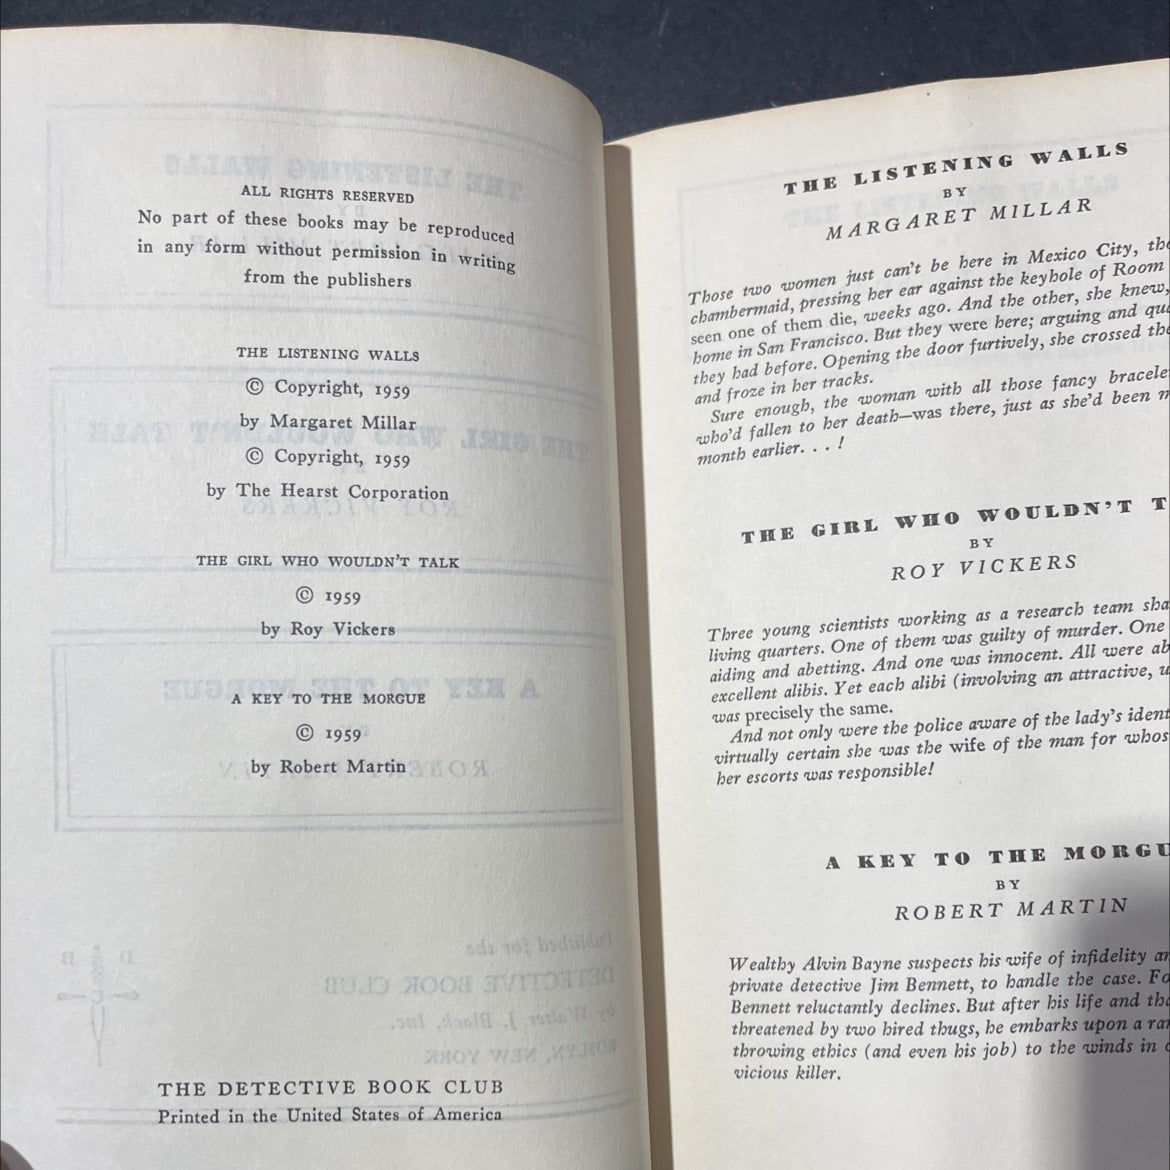 ALL RIGHTS RESERVED
No part of these books may be reproduced
in any form without permission in writing
from the publishers
THE LISTENING WALLS
© Copyright, 1959
by Margaret Millar
© Copyright, 1959
by The Hearst Corporation
THE GIRL WHO WOULDN'T TALK
© 1959
by Roy Vickers
A KEY TO THE MORGUE
© 1959
by Robert Martin
THE DETECTIVE BOOK CLUB
Printed in the United States of America
THE LISTENING WALLS
BY
MARGARET MILLAR
Those two women just can't be here in Mexico City,
chambermaid, pressing her ear against the keyhole of Room
seen one of them die, weeks ago. And the other, she knew,
home in San Francisco. But they were here; arguing and
they had before. Opening the door furtively, she crossed
and froze in her tracks.
Sure enough, the woman with all those fancy
who'd fallen to her death—was there, just as she'd been
month earlier. . . !
THE GIRL WHO WOULDN'T
BY
ROY VICKERS
Three young scientists working as a research team
living quarters. One of them was guilty of murder. One
aiding and abetting. And one was innocent. All were
excellent alibis. Yet each alibi (involving an attractive,
was precisely the same.
And not only were the police aware of the lady's
virtually certain she was the wife of the man for
her escorts was responsible!
A KEY TO THE
BY
ROBERT MARTIN
Wealthy Alvin Bayne suspects his wife of infidelity
private detective Jim Bennett, to handle the case.
Bennett reluctantly declines. But after his life and
threatened by two hired thugs, he embarks upon a
throwing ethics (and even his job) to the winds in
vicious killer.